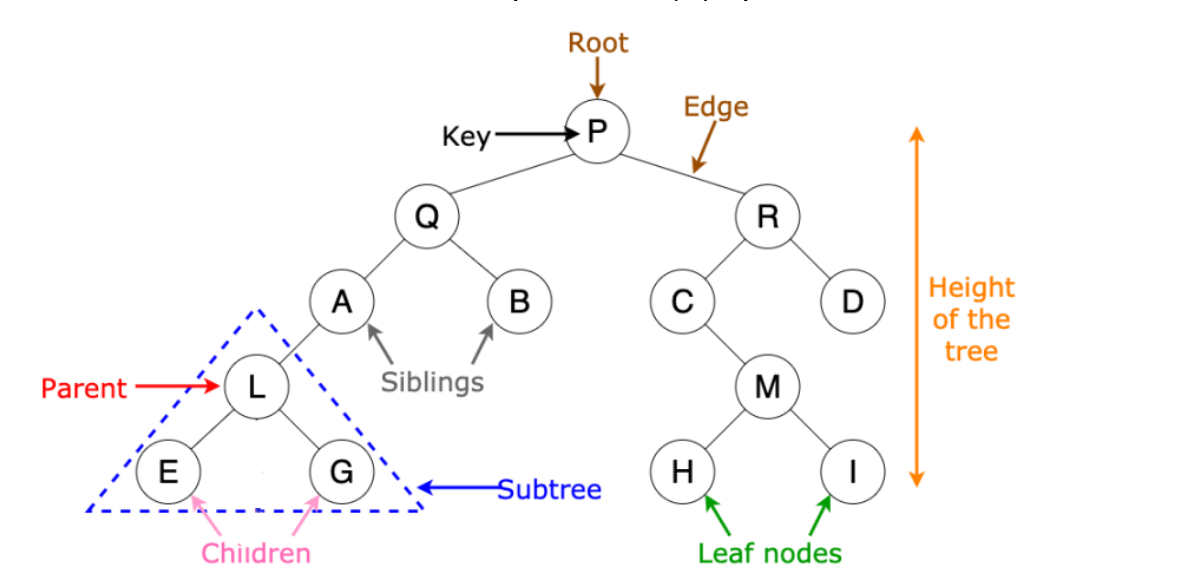 Root
Edge
Key
P
Q
R
A
B
C
D
Height
of the
tree
Siblings
Parent
L
M
E
G
H
I
Subtree
Children
Leaf nodes